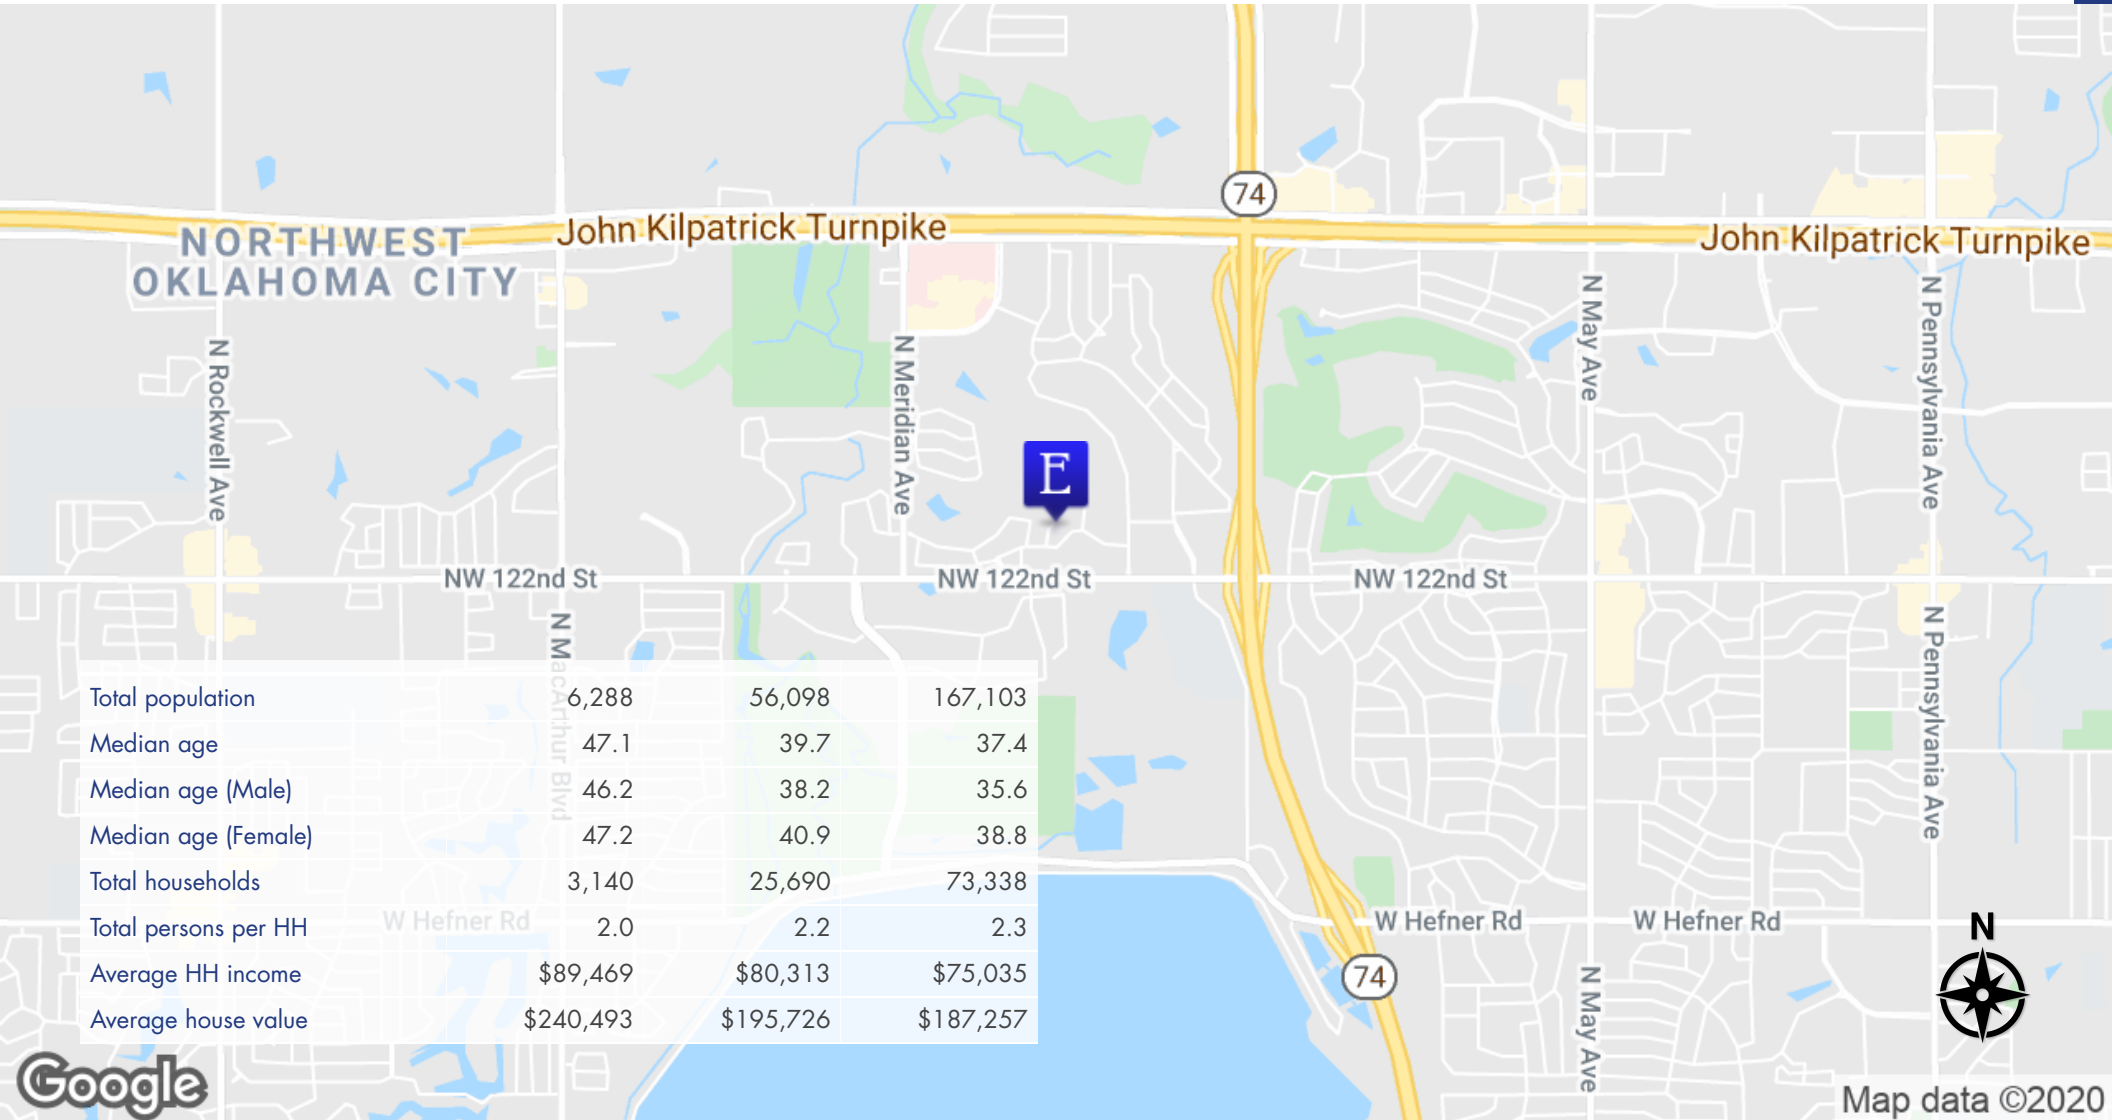 74
John Kilpatrick Turnpike
John Kilpatrick Turnpike
NORTHWEST
OKLAHOMA CITY
N Rockwell Ave
N Meridian Ave
N May Ave
N Pennsylvania Ave
E
NW 122nd St
NW 122nd St
NW 122nd St
N MacArthur Blvd
N Pennsylvania Ave
Total population 6,288 56,098 167,103
Median age 47.1 39.7 37.4
Median age (Male) 46.2 38.2 35.6
Median age (Female) 47.2 40.9 38.8
Total households 3,140 25,690 73,338
Total persons per HH 2.0 2.2 2.3
Average HH income $89,469 $80,313 $75,035
Average house value $240,493 $195,726 $187,257
W Hefner Rd
W Hefner Rd
W Hefner Rd
N
74
N May Ave
Google
Map data ©2020